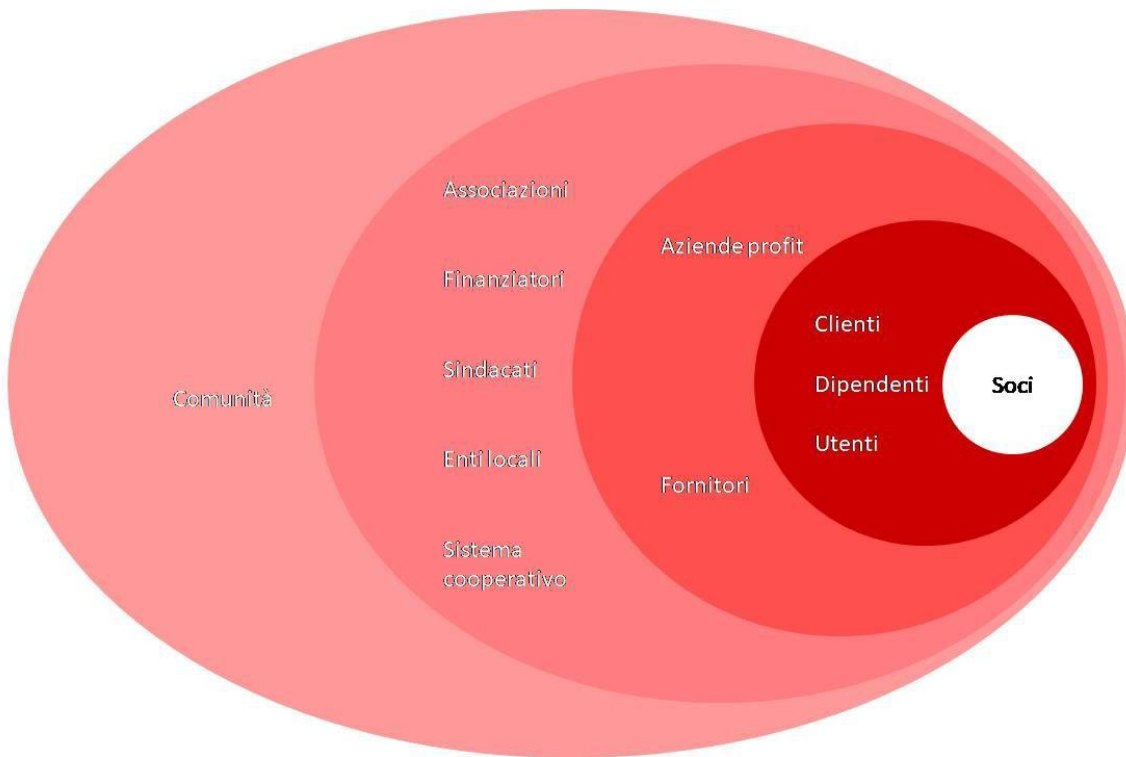 Associazioni
Aziende profit
Finanziatori
Clienti
Sindacati
Dipendenti
Soci
Comunità
Utenti
Enti locali
Fornitori
Sistema
cooperativo